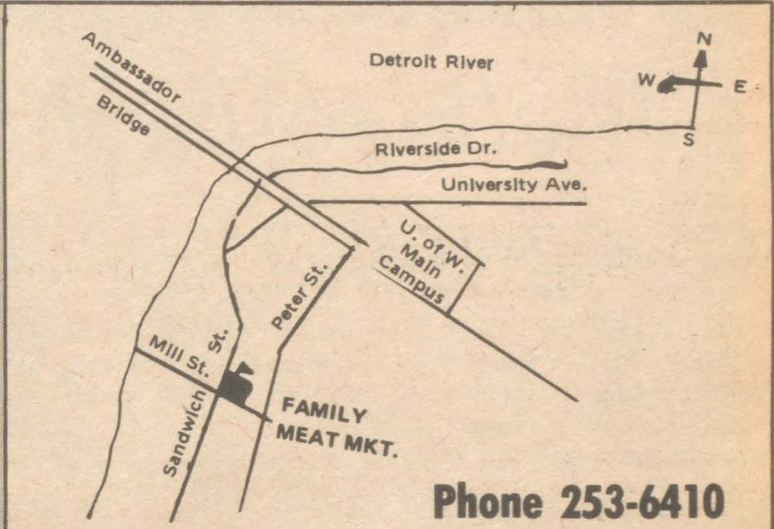 Ambassador
Bridge
Detroit River
N
W
E
S
Riverside Dr.
University Ave.
U. of W.
Main
Campus
Peter St.
Mill St.
Sandwich St.
FAMILY
MEAT MKT.
Phone 253-6410